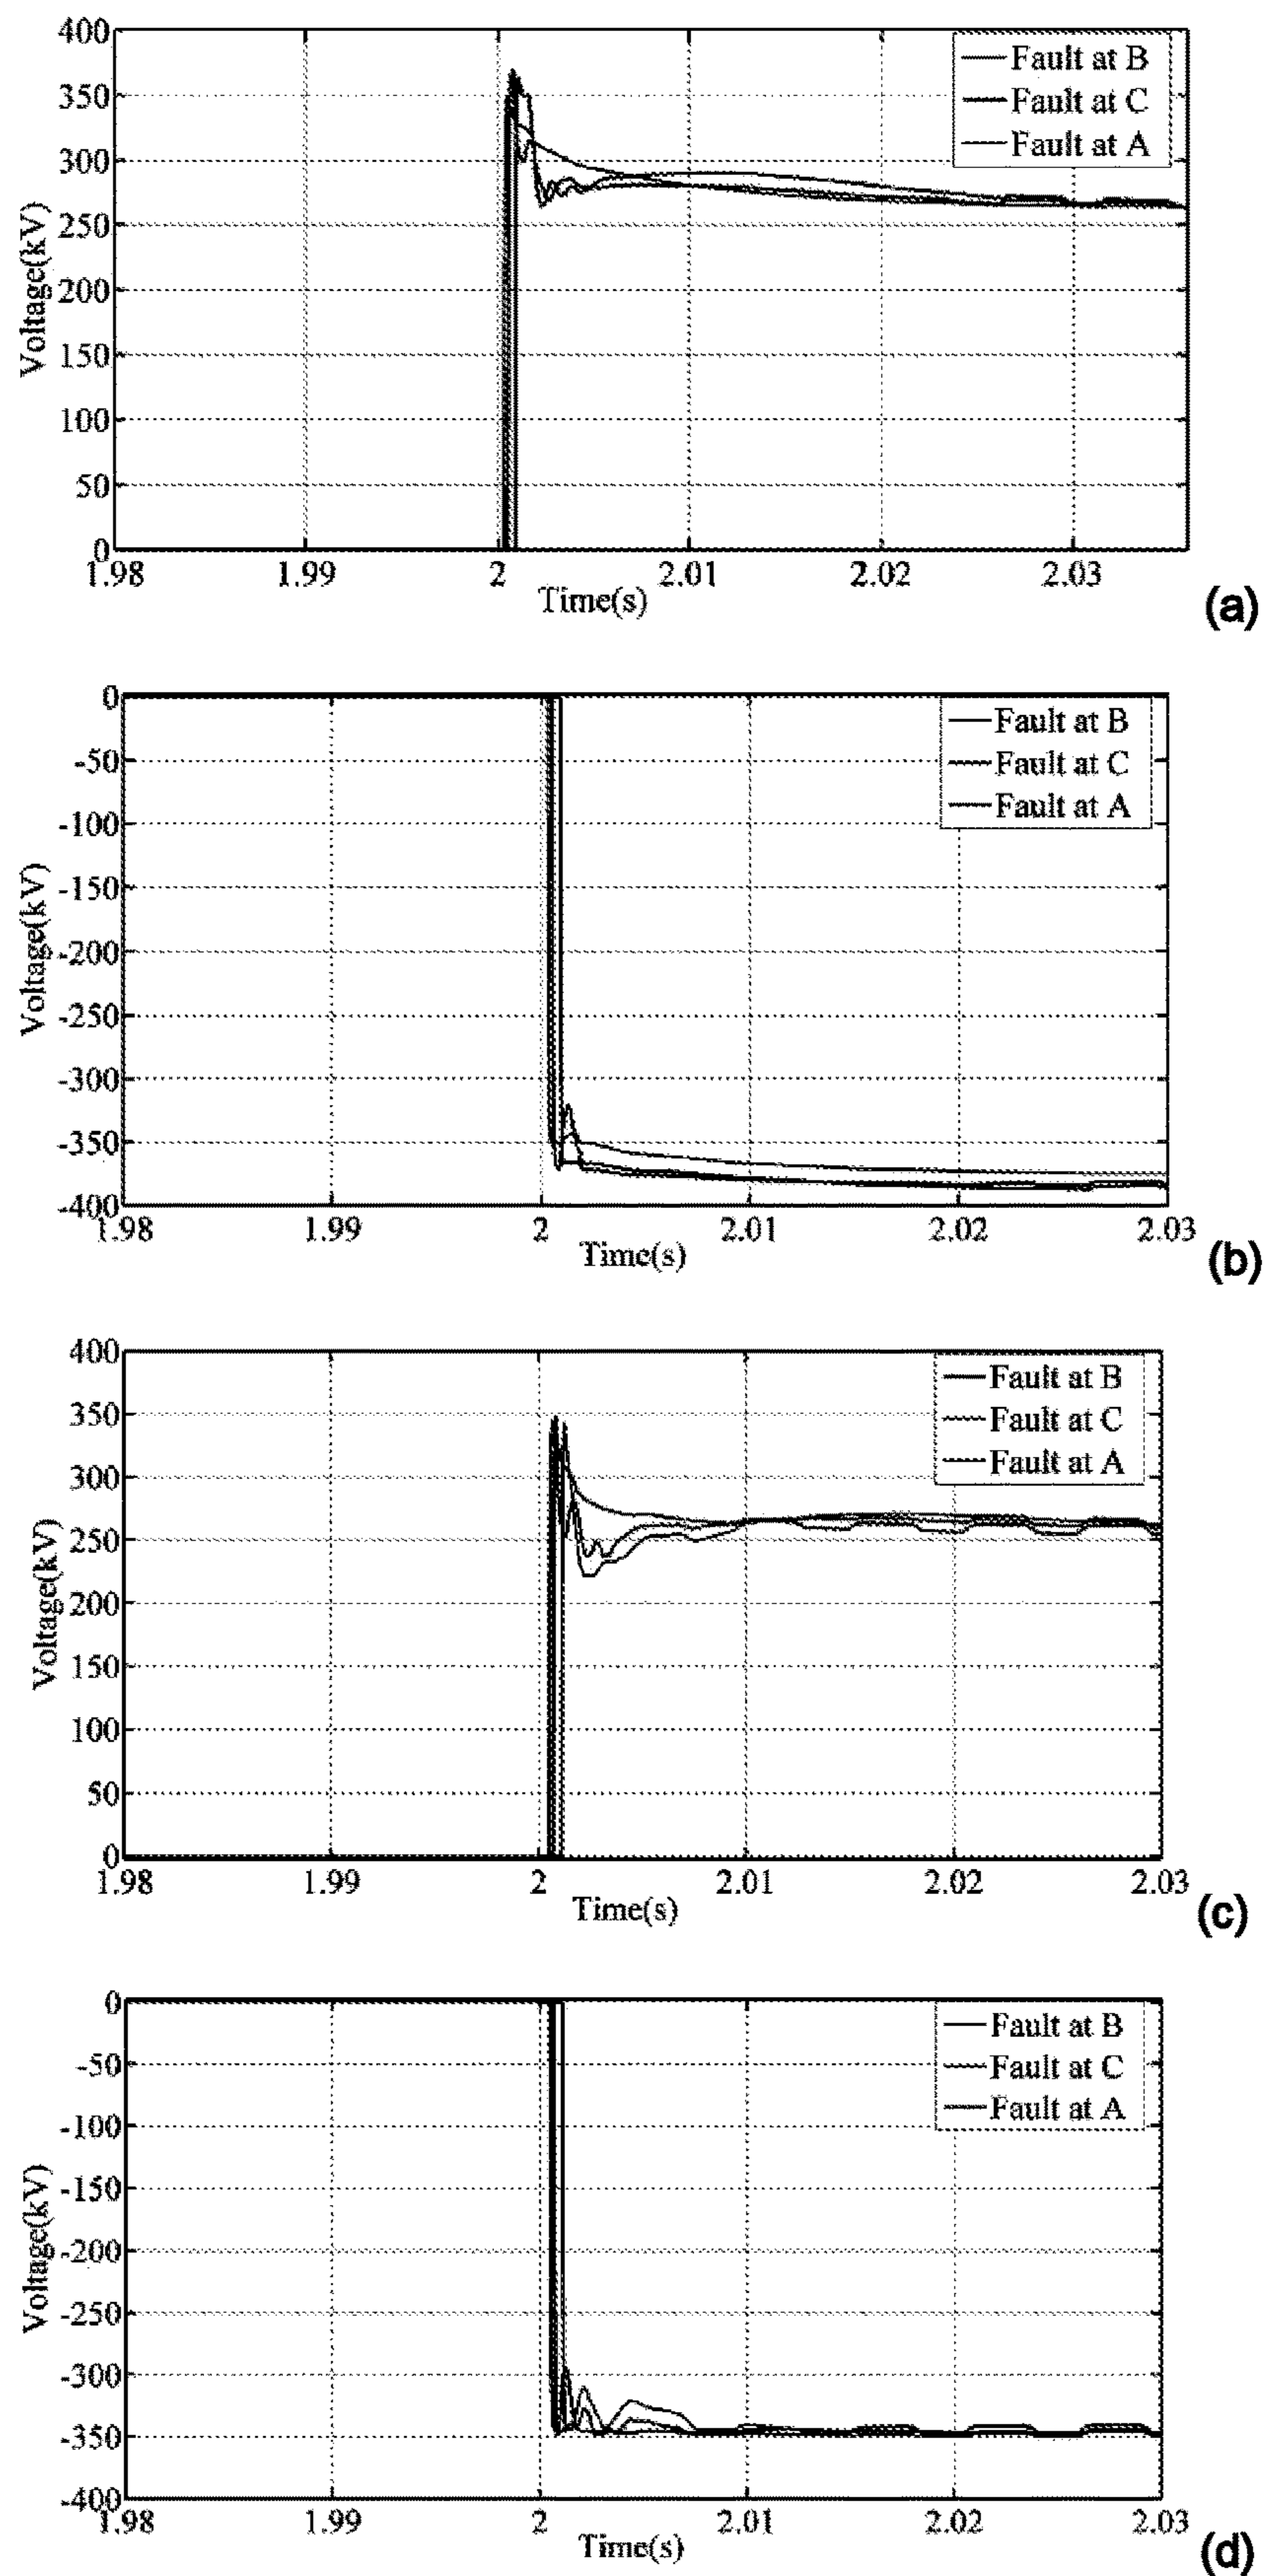 400
350
300
250
200
150
100
50
0
Voltage(kV)
Fault at B
Fault at C
Fault at A
1.98 1.99 2 2.01 2.02 2.03
Time(s)
(a)
0
-50
-100
-150
-200
-250
-300
-350
-400
Voltage(kV)
Fault at B
Fault at C
Fault at A
1.98 1.99 2 2.01 2.02 2.03
Time(s)
(b)
400
350
300
250
200
150
100
50
0
Voltage(kV)
Fault at B
Fault at C
Fault at A
1.98 1.99 2 2.01 2.02 2.03
Time(s)
(c)
0
-50
-100
-150
-200
-250
-300
-350
-400
Voltage(kV)
Fault at B
Fault at C
Fault at A
1.98 1.99 2 2.01 2.02 2.03
Time(s)
(d)